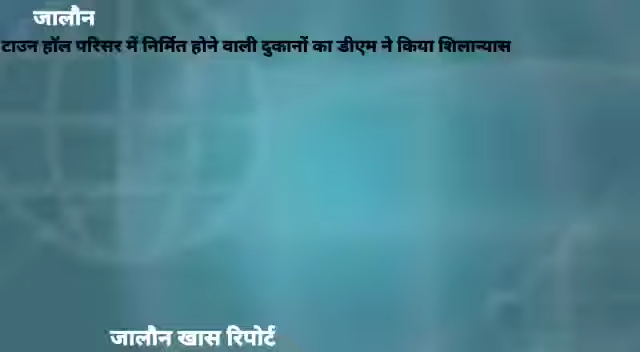 जालौन
टाउन हॉल परिसर में निर्मित होने वाली दुकानों का डीएम ने किया शिलान्यास
जालौन खास रिपोर्ट